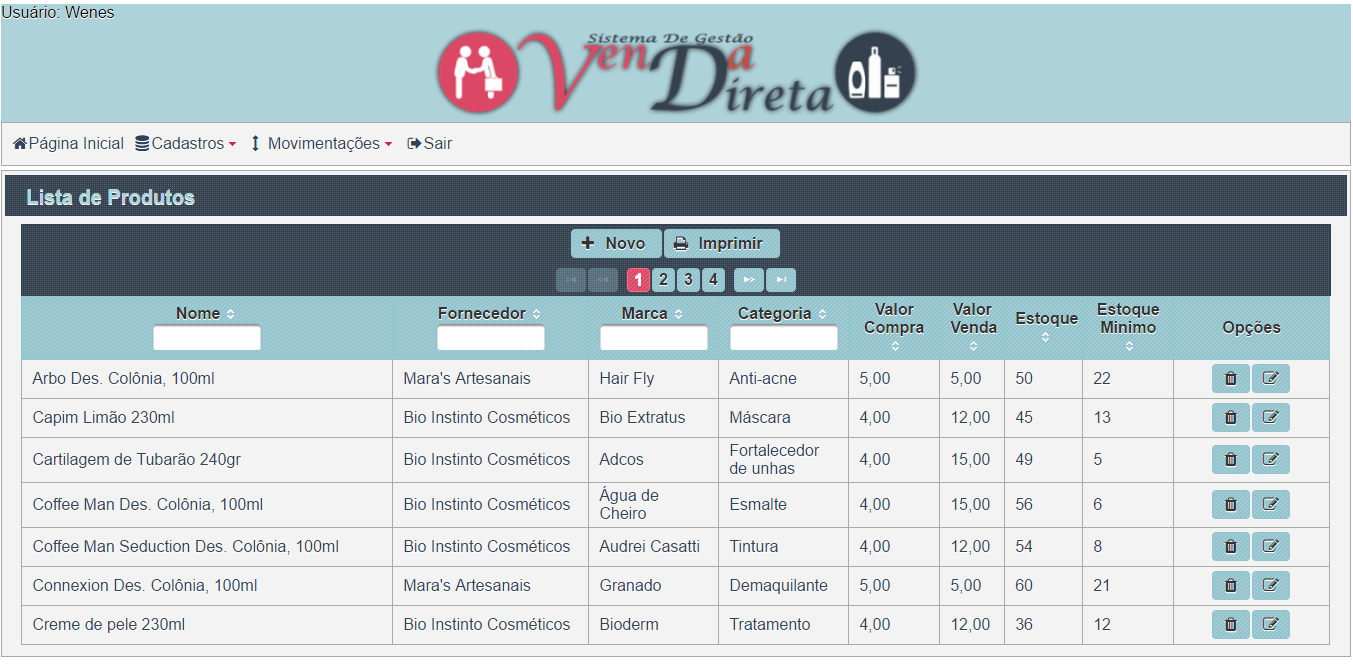 Usuário: Wenes
Sistema De Gestão
VenDa
Direta
Página Inicial Cadastros Movimentações Sair
Lista de Produtos
Novo Imprimir
1 2 3 4
Nome Fornecedor Marca Categoria Valor Compra Valor Venda Estoque Estoque Minimo Opções
Arbo Des. Colônia, 100ml Mara's Artesanais Hair Fly Anti-acne 5,00 5,00 50 22
Capim Limão 230ml Bio Instinto Cosméticos Bio Extratus Máscara 4,00 12,00 45 13
Cartilagem de Tubarão 240gr Bio Instinto Cosméticos Adcos Fortalecedor de unhas 4,00 15,00 49 5
Coffee Man Des. Colônia, 100ml Bio Instinto Cosméticos Água de Cheiro Esmalte 4,00 15,00 56 6
Coffee Man Seduction Des. Colônia, 100ml Bio Instinto Cosméticos Audrei Casatti Tintura 4,00 12,00 54 8
Connexion Des. Colônia, 100ml Mara's Artesanais Granado Demaquilante 5,00 5,00 60 21
Creme de pele 230ml Bio Instinto Cosméticos Bioderm Tratamento 4,00 12,00 36 12